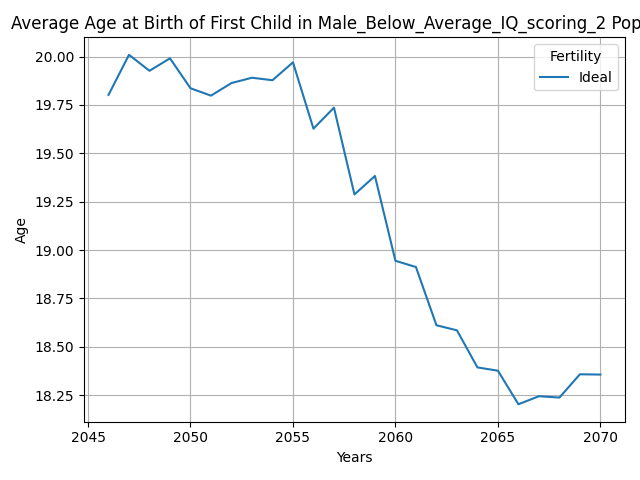 Average Age at Birth of First Child in Male_Below_Average_IQ_scoring_2 Pop
Fertility
Ideal
20.00
19.75
19.50
19.25
19.00
18.75
18.50
18.25
Age
2045 2050 2055 2060 2065 2070
Years